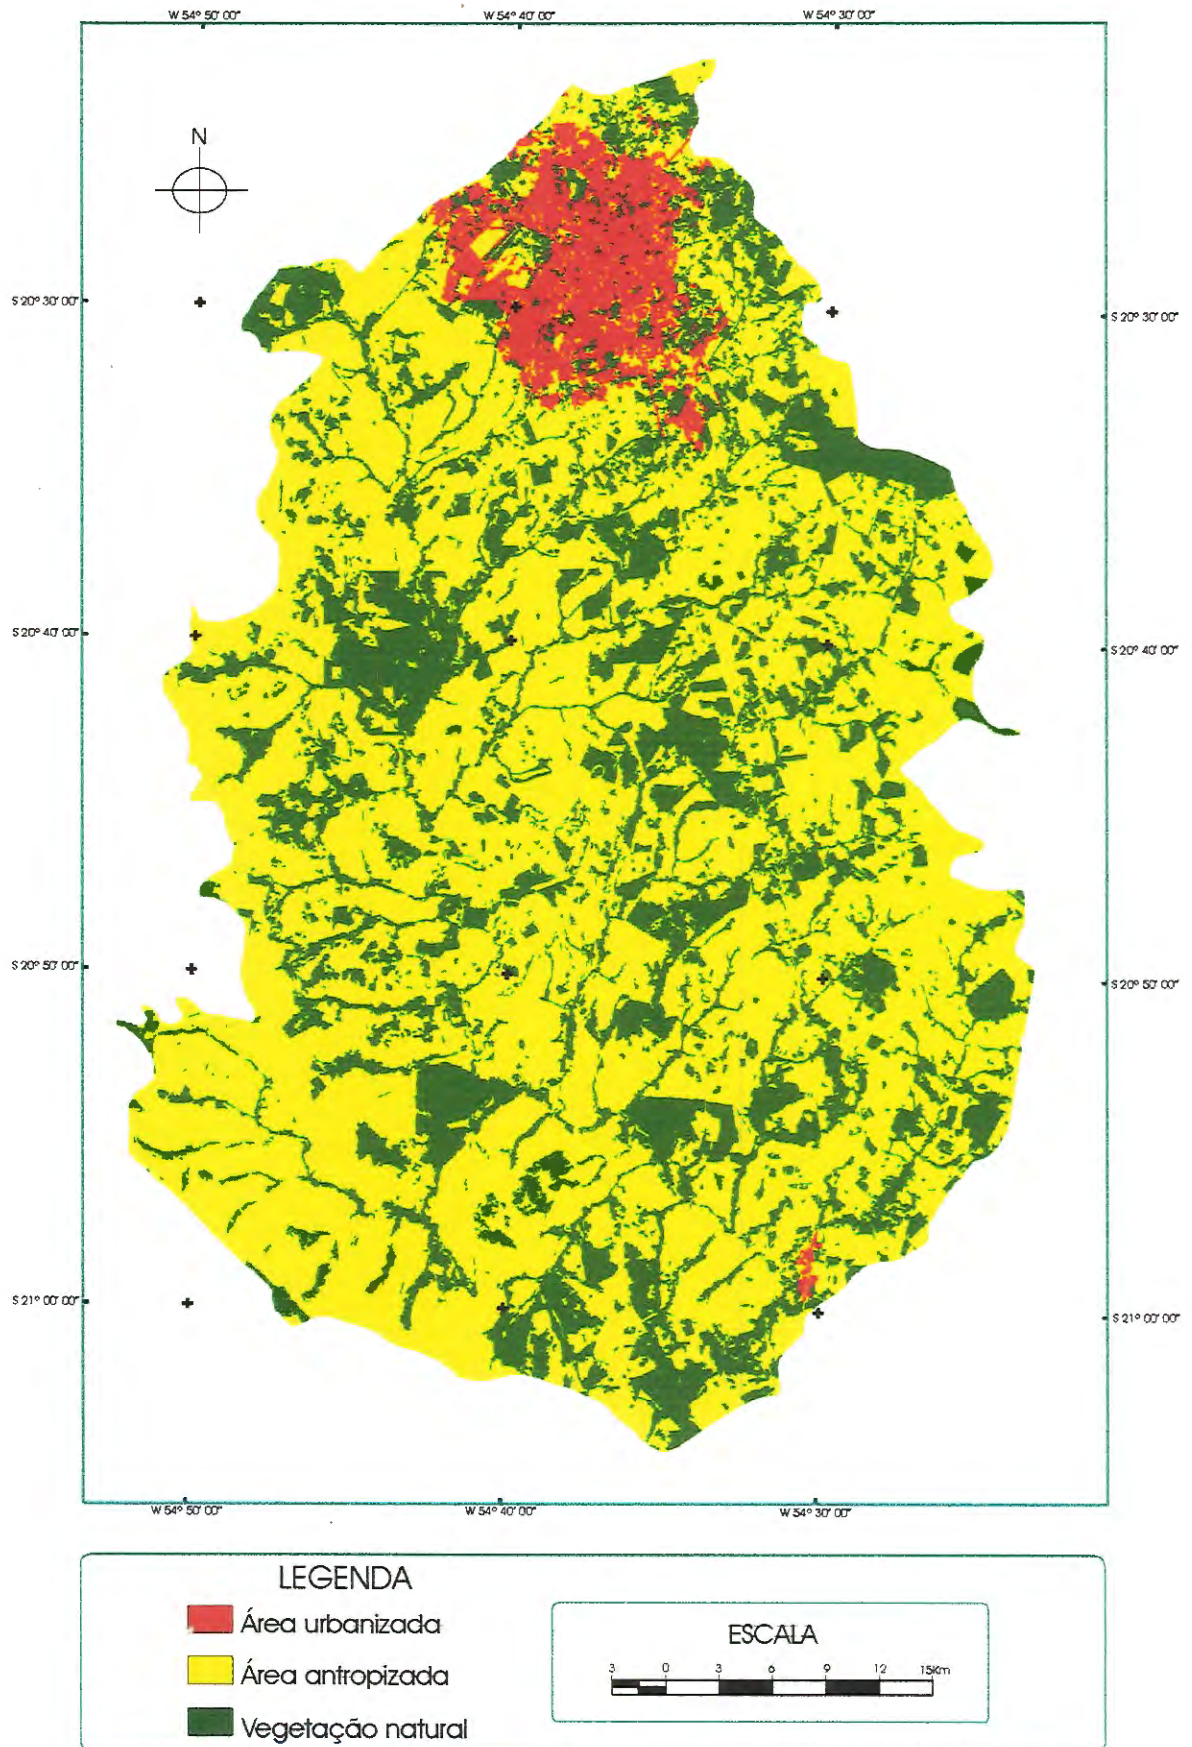 W 54° 50' 00" W 54° 40' 00" W 54° 30' 00"
N
S 20° 30' 00" S 20° 30' 00"
S 20° 40' 00" S 20° 40' 00"
S 20° 50' 00" S 20° 50' 00"
S 21° 00' 00" S 21° 00' 00"
W 54° 50' 00" W 54° 40' 00" W 54° 30' 00"
LEGENDA
Área urbanizada
Área antropizada
Vegetação natural
ESCALA
3 0 3 6 9 12 15Km